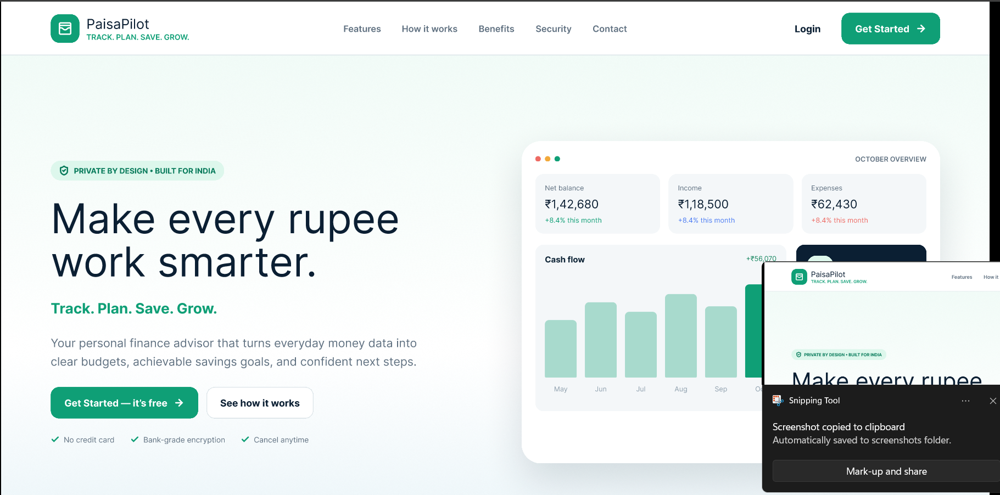 PaisaPilot
TRACK. PLAN. SAVE. GROW.
Features
How it works
Benefits
Security
Contact
Login
Get Started
PRIVATE BY DESIGN • BUILT FOR INDIA
Make every rupee
work smarter.
Track. Plan. Save. Grow.
Your personal finance advisor that turns everyday money data into
clear budgets, achievable savings goals, and confident next steps.
Get Started — it's free
See how it works
No credit card
Bank-grade encryption
Cancel anytime
OCTOBER OVERVIEW
Net balance
₹1,42,680
+8.4% this month
Income
₹1,18,500
+8.4% this month
Expenses
₹62,430
+8.4% this month
Cash flow
+₹56,070
May
Jun
Jul
Aug
Sep
PaisaPilot
TRACK. PLAN. SAVE. GROW.
Features
How it
PRIVATE BY DESIGN • BUILT FOR INDIA
Make every rupee
Snipping Tool
Screenshot copied to clipboard
Automatically saved to screenshots folder.
Mark-up and share